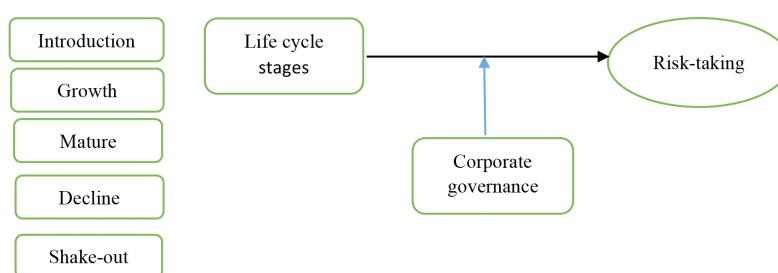 Introduction
Growth
Mature
Decline
Shake-out
Life cycle
stages
Corporate
governance
Risk-taking